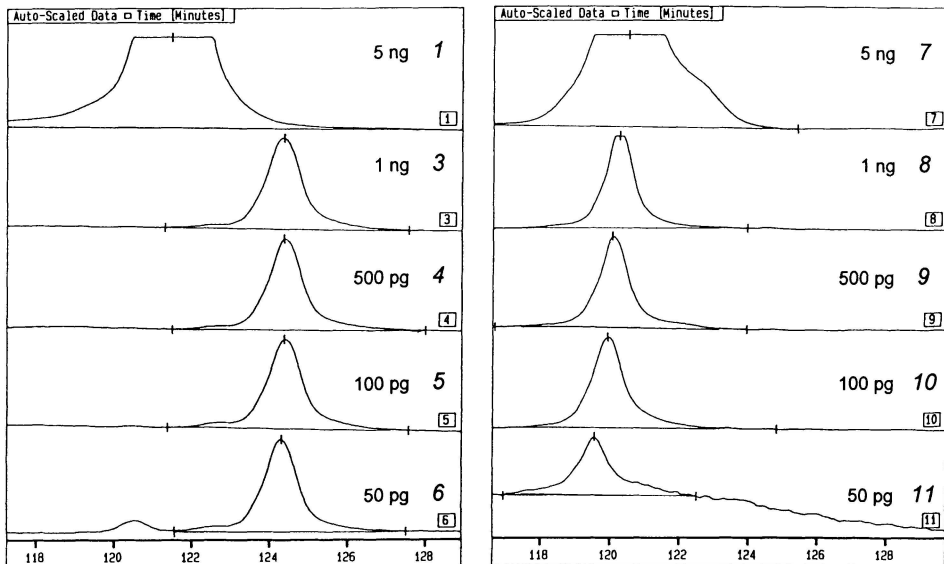 Auto-Scaled Data □ Time [Minutes]
5 ng 1
1
1 ng 3
3
500 pg 4
4
100 pg 5
5
50 pg 6
6
118 120 122 124 126 128
Auto-Scaled Data □ Time [Minutes]
5 ng 7
7
1 ng 8
8
500 pg 9
9
100 pg 10
10
50 pg 11
11
118 120 122 124 126 128